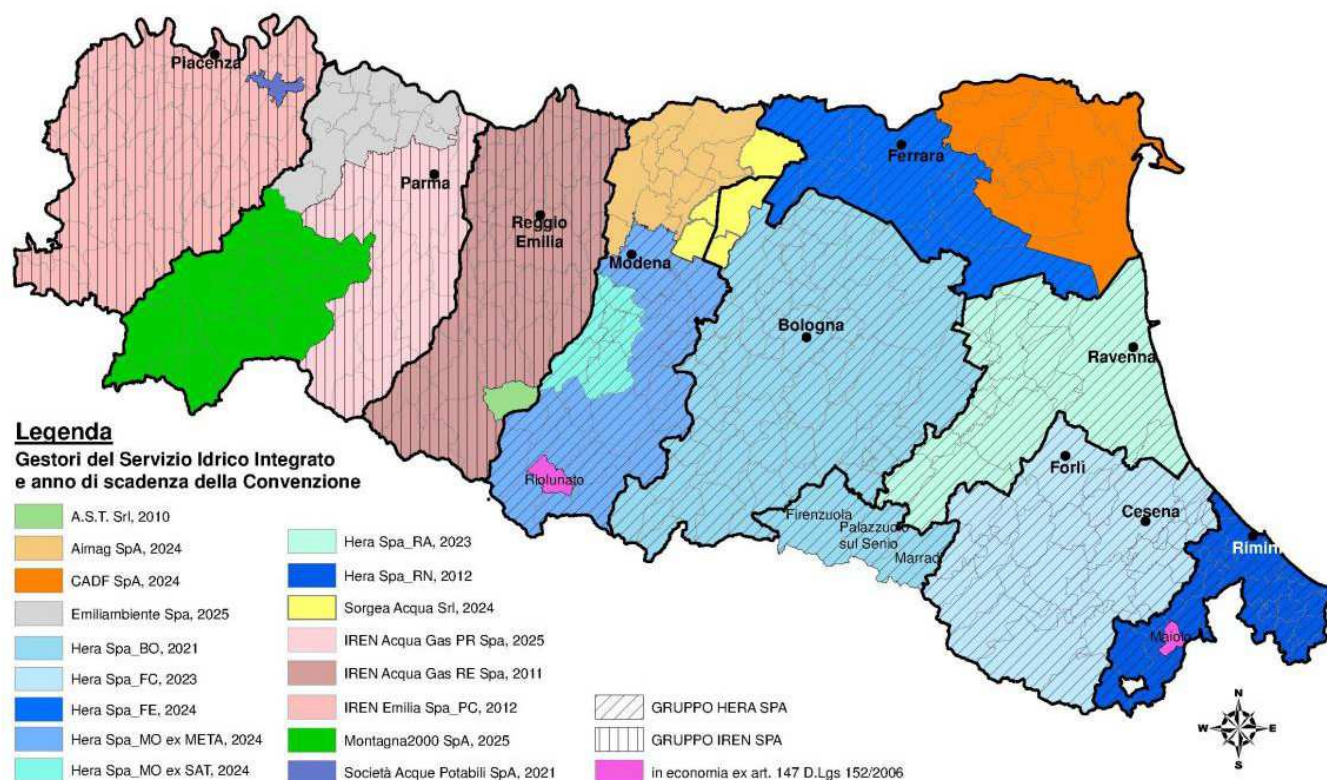 Piacenza
Parma
Reggio
Emilia
Modena
Ferrara
Bologna
Ravenna
Riolunato
Firenzuola
Palazzuolo
sul Senio
Marrad
Forlì
Cesena
Rimin
Maiolo
Legenda
Gestori del Servizio Idrico Integrato
e anno di scadenza della Convenzione
A.S.T. Srl, 2010
Aimag SpA, 2024
CADF SpA, 2024
Emiliambiente Spa, 2025
Hera Spa_BO, 2021
Hera Spa_FC, 2023
Hera Spa_FE, 2024
Hera Spa_MO ex META, 2024
Hera Spa_MO ex SAT, 2024
Hera Spa_RA, 2023
Hera Spa_RN, 2012
Sorgea Acqua Srl, 2024
IREN Acqua Gas PR Spa, 2025
IREN Acqua Gas RE Spa, 2011
IREN Emilia Spa_PC, 2012
Montagna2000 SpA, 2025
Società Acque Potabili SpA, 2021
GRUPPO HERA SPA
GRUPPO IREN SPA
in economia ex art. 147 D.Lgs 152/2006
N
W
E
S